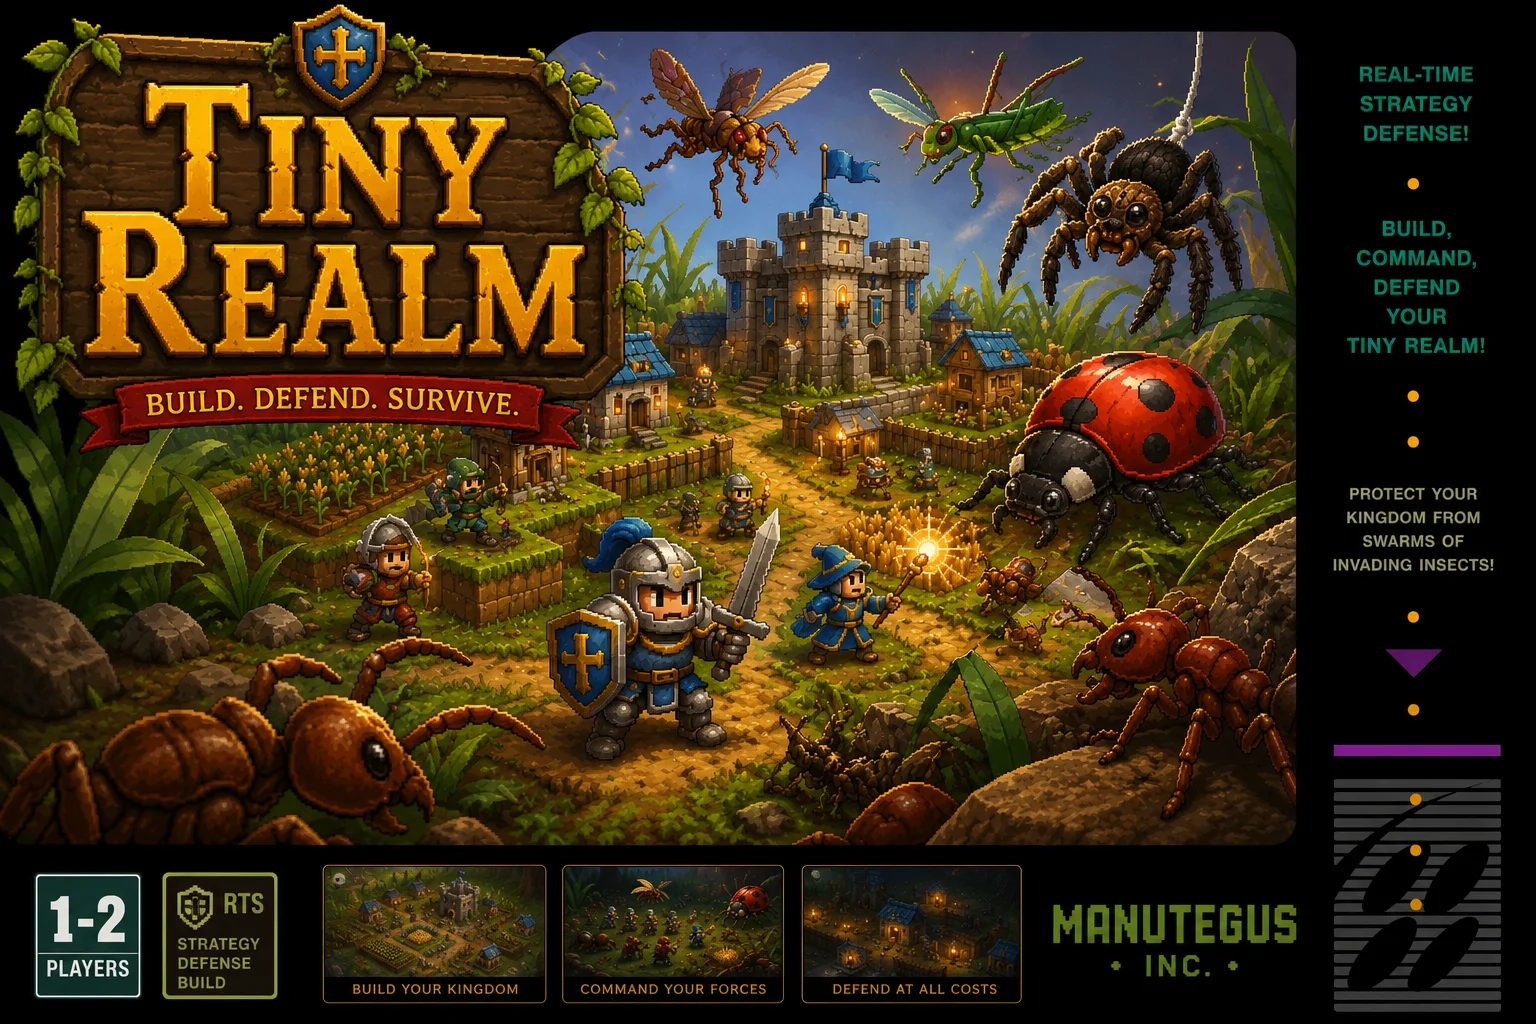 TINY
REALM
BUILD. DEFEND. SURVIVE.
REAL-TIME
STRATEGY
DEFENSE!
BUILD,
COMMAND,
DEFEND
YOUR
TINY REALM!
PROTECT YOUR
KINGDOM FROM
SWARMS OF
INVADING INSECTS!
1-2
PLAYERS
RTS
STRATEGY
DEFENSE
BUILD
BUILD YOUR KINGDOM
COMMAND YOUR FORCES
DEFEND AT ALL COSTS
MANUTEGUS
• INC. •